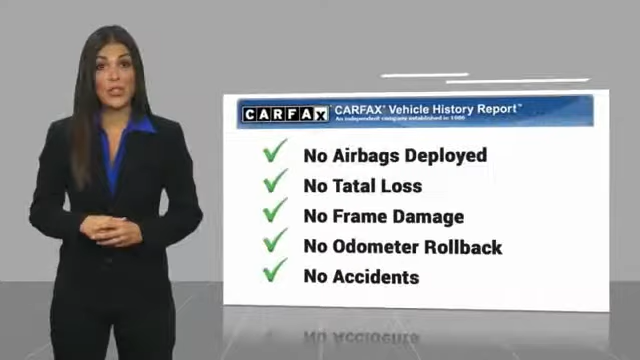 CARFAX CARFAX Vehicle History Report™
An independent company established in 1986
No Airbags Deployed
No Tatal Loss
No Frame Damage
No Odometer Rollback
No Accidents